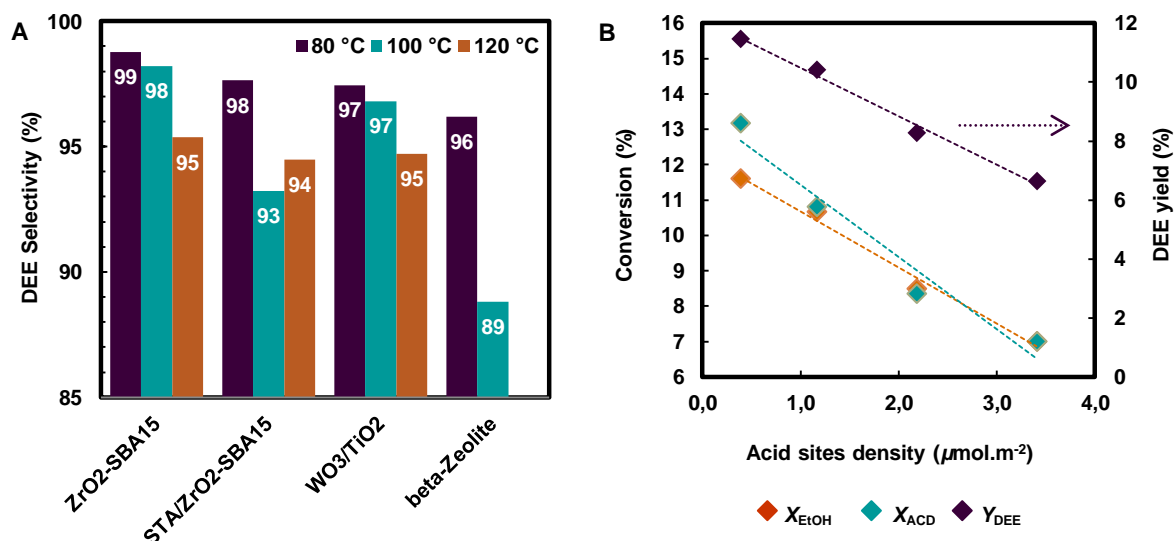 A
DEE Selectivity (%)
100
95
90
85
80 °C 100 °C 120 °C
99 98 95
98 93 94
97 97 95
96 89
ZrO2-SBA15
STA/ZrO2-SBA15
WO3/TiO2
beta-Zeolite
B
Conversion (%)
16
15
14
13
12
11
10
9
8
7
6
DEE yield (%)
12
10
8
6
4
2
0
0,0 1,0 2,0 3,0 4,0
Acid sites density (µmol.m-2)
XEtOH XACD YDEE